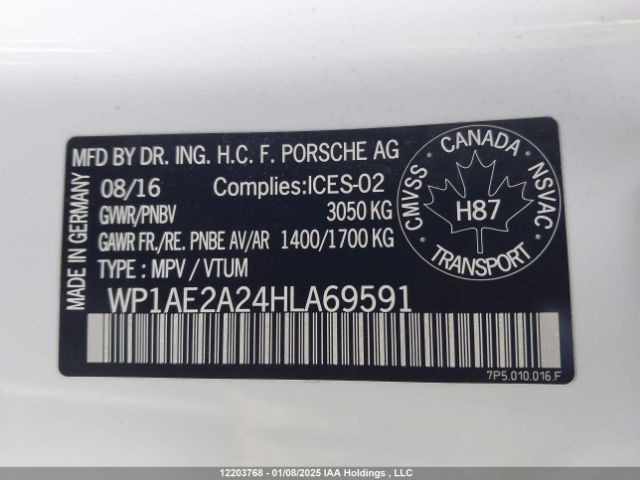 MADE IN GERMANY
MFD BY DR. ING. H.C. F. PORSCHE AG
08/16 Complies:ICES-02
GVWR/PNBV 3050 KG
GAWR FR./RE. PNBE AV/AR 1400/1700 KG
TYPE : MPV / VTUM
WP1AE2A24HLA69591
CMVSS · CANADA · NSVAC
H87
TRANSPORT
7P5.010.016.F
12203768 - 01/08/2025 IAA Holdings , LLC